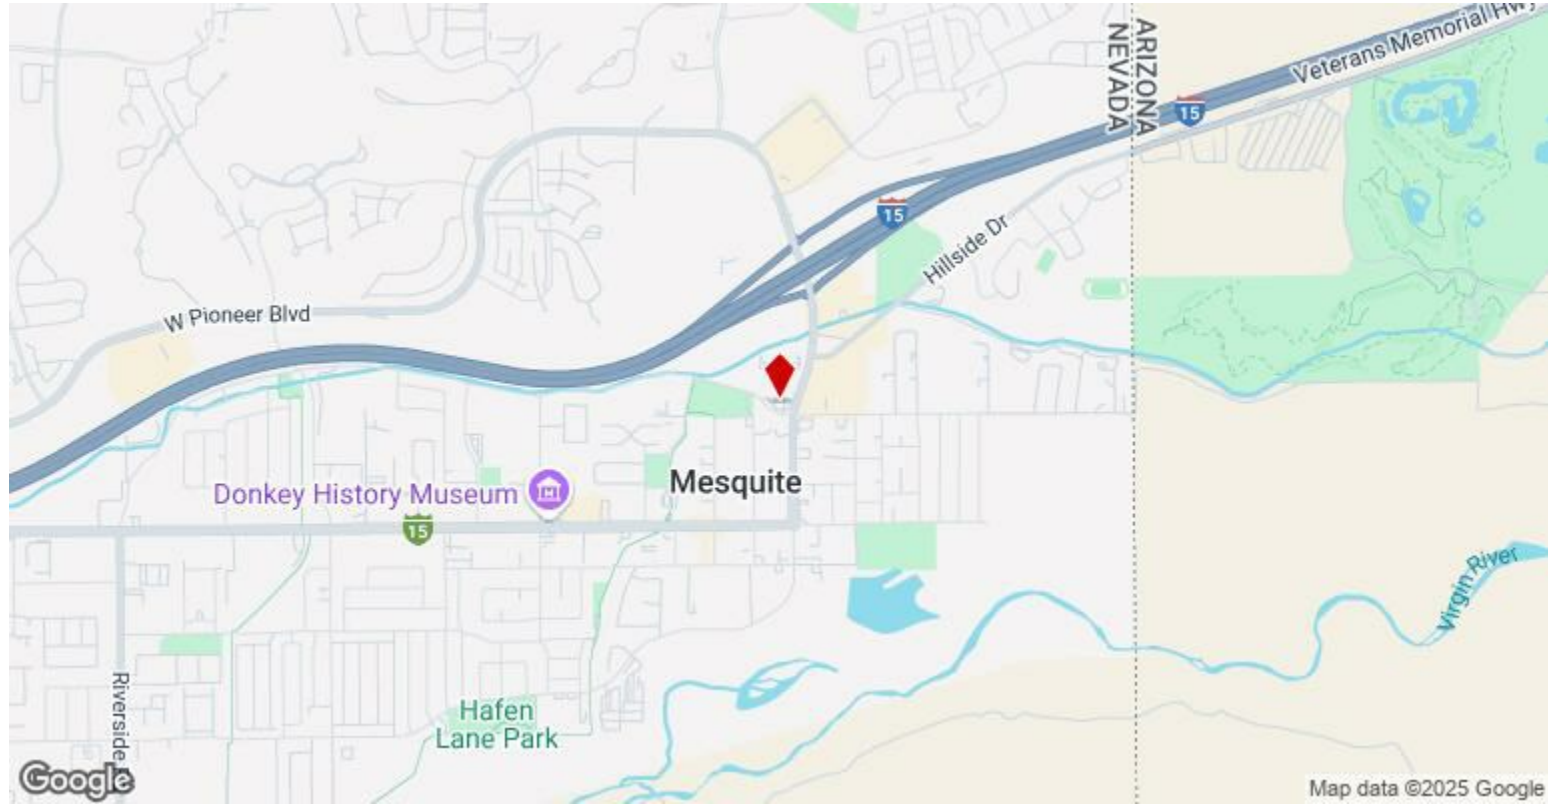 ARIZONA
NEVADA
Veterans Memorial Hwy
15
15
Hillside Dr
W Pioneer Blvd
Mesquite
Donkey History Museum
15
Virgin River
Riverside
Hafen
Lane Park
Google
Map data ©2025 Google